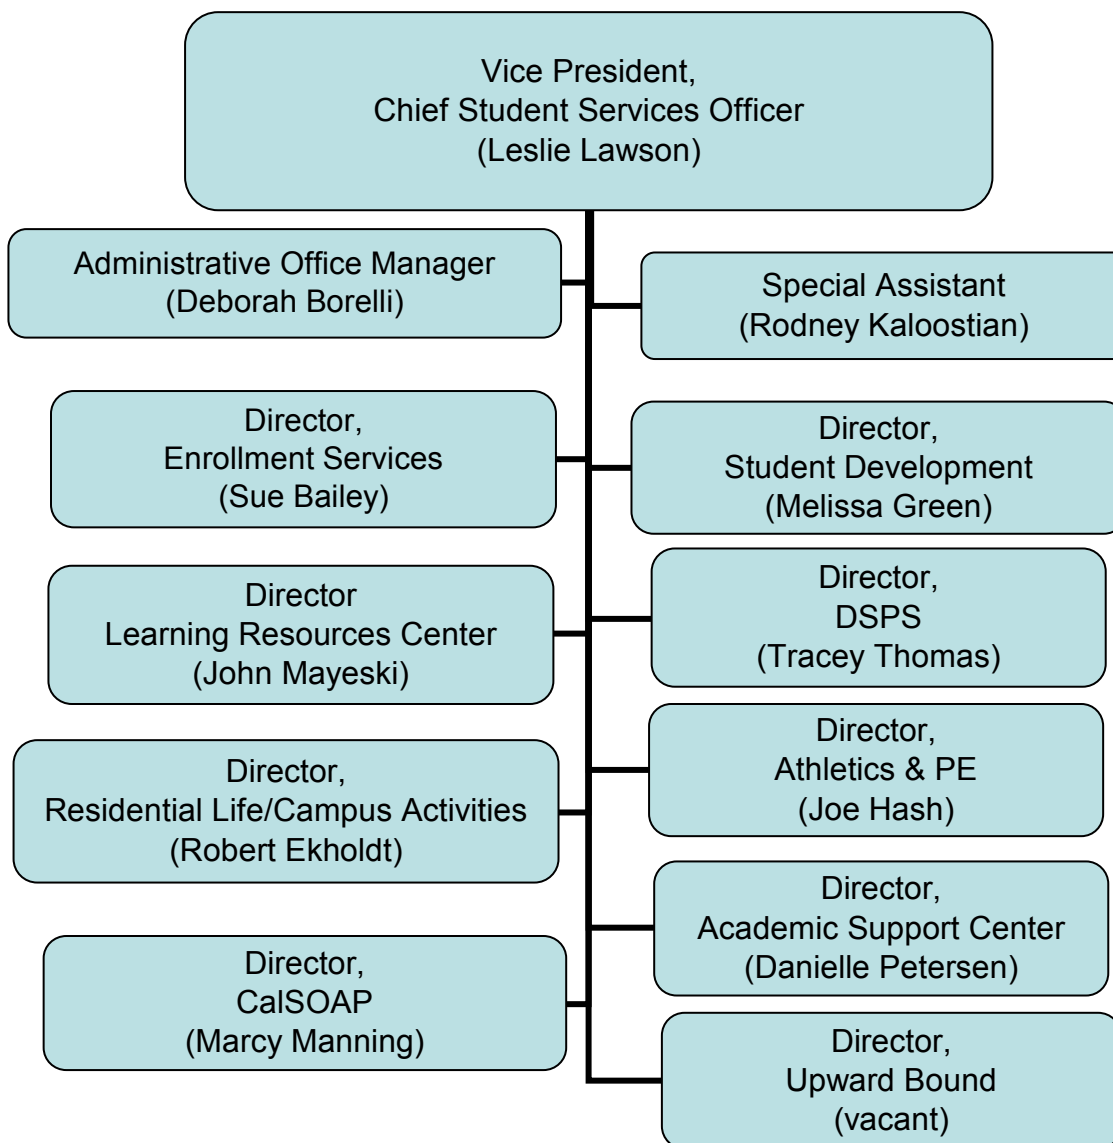 Vice President,
Chief Student Services Officer
(Leslie Lawson)
Administrative Office Manager
(Deborah Borelli)
Special Assistant
(Rodney Kaloostian)
Director,
Enrollment Services
(Sue Bailey)
Director,
Student Development
(Melissa Green)
Director
Learning Resources Center
(John Mayeski)
Director,
DSPS
(Tracey Thomas)
Director,
Residential Life/Campus Activities
(Robert Ekholdt)
Director,
Athletics & PE
(Joe Hash)
Director,
CalSOAP
(Marcy Manning)
Director,
Academic Support Center
(Danielle Petersen)
Director,
Upward Bound
(vacant)